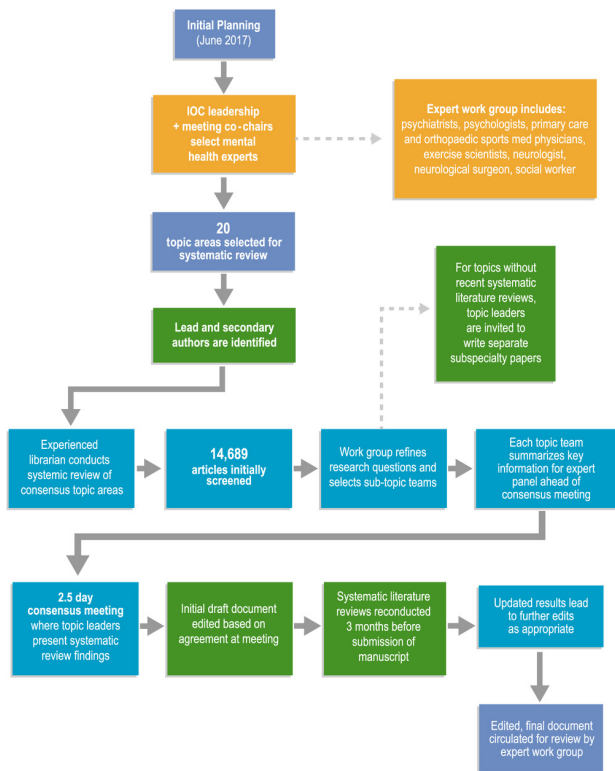 Initial Planning
(June 2017)
IOC leadership
+ meeting co-chairs
select mental
health experts
Expert work group includes:
psychiatrists, psychologists, primary care
and orthopaedic sports med physicians,
exercise scientists, neurologist,
neurological surgeon, social worker
20
topic areas selected for
systematic review
For topics without
recent systematic
literature reviews,
topic leaders
are invited to
write separate
subspecialty papers
Lead and secondary
authors are identified
Experienced
librarian conducts
systemic review of
consensus topic areas
14,689
articles initially
screened
Work group refines
research questions and
selects sub-topic teams
Each topic team
summarizes key
information for expert
panel ahead of
consensus meeting
2.5 day
consensus meeting
where topic leaders
present systematic
review findings
Initial draft document
edited based on
agreement at meeting
Systematic literature
reviews reconducted
3 months before
submission of
manuscript
Updated results lead
to further edits
as appropriate
Edited, final document
circulated for review by
expert work group